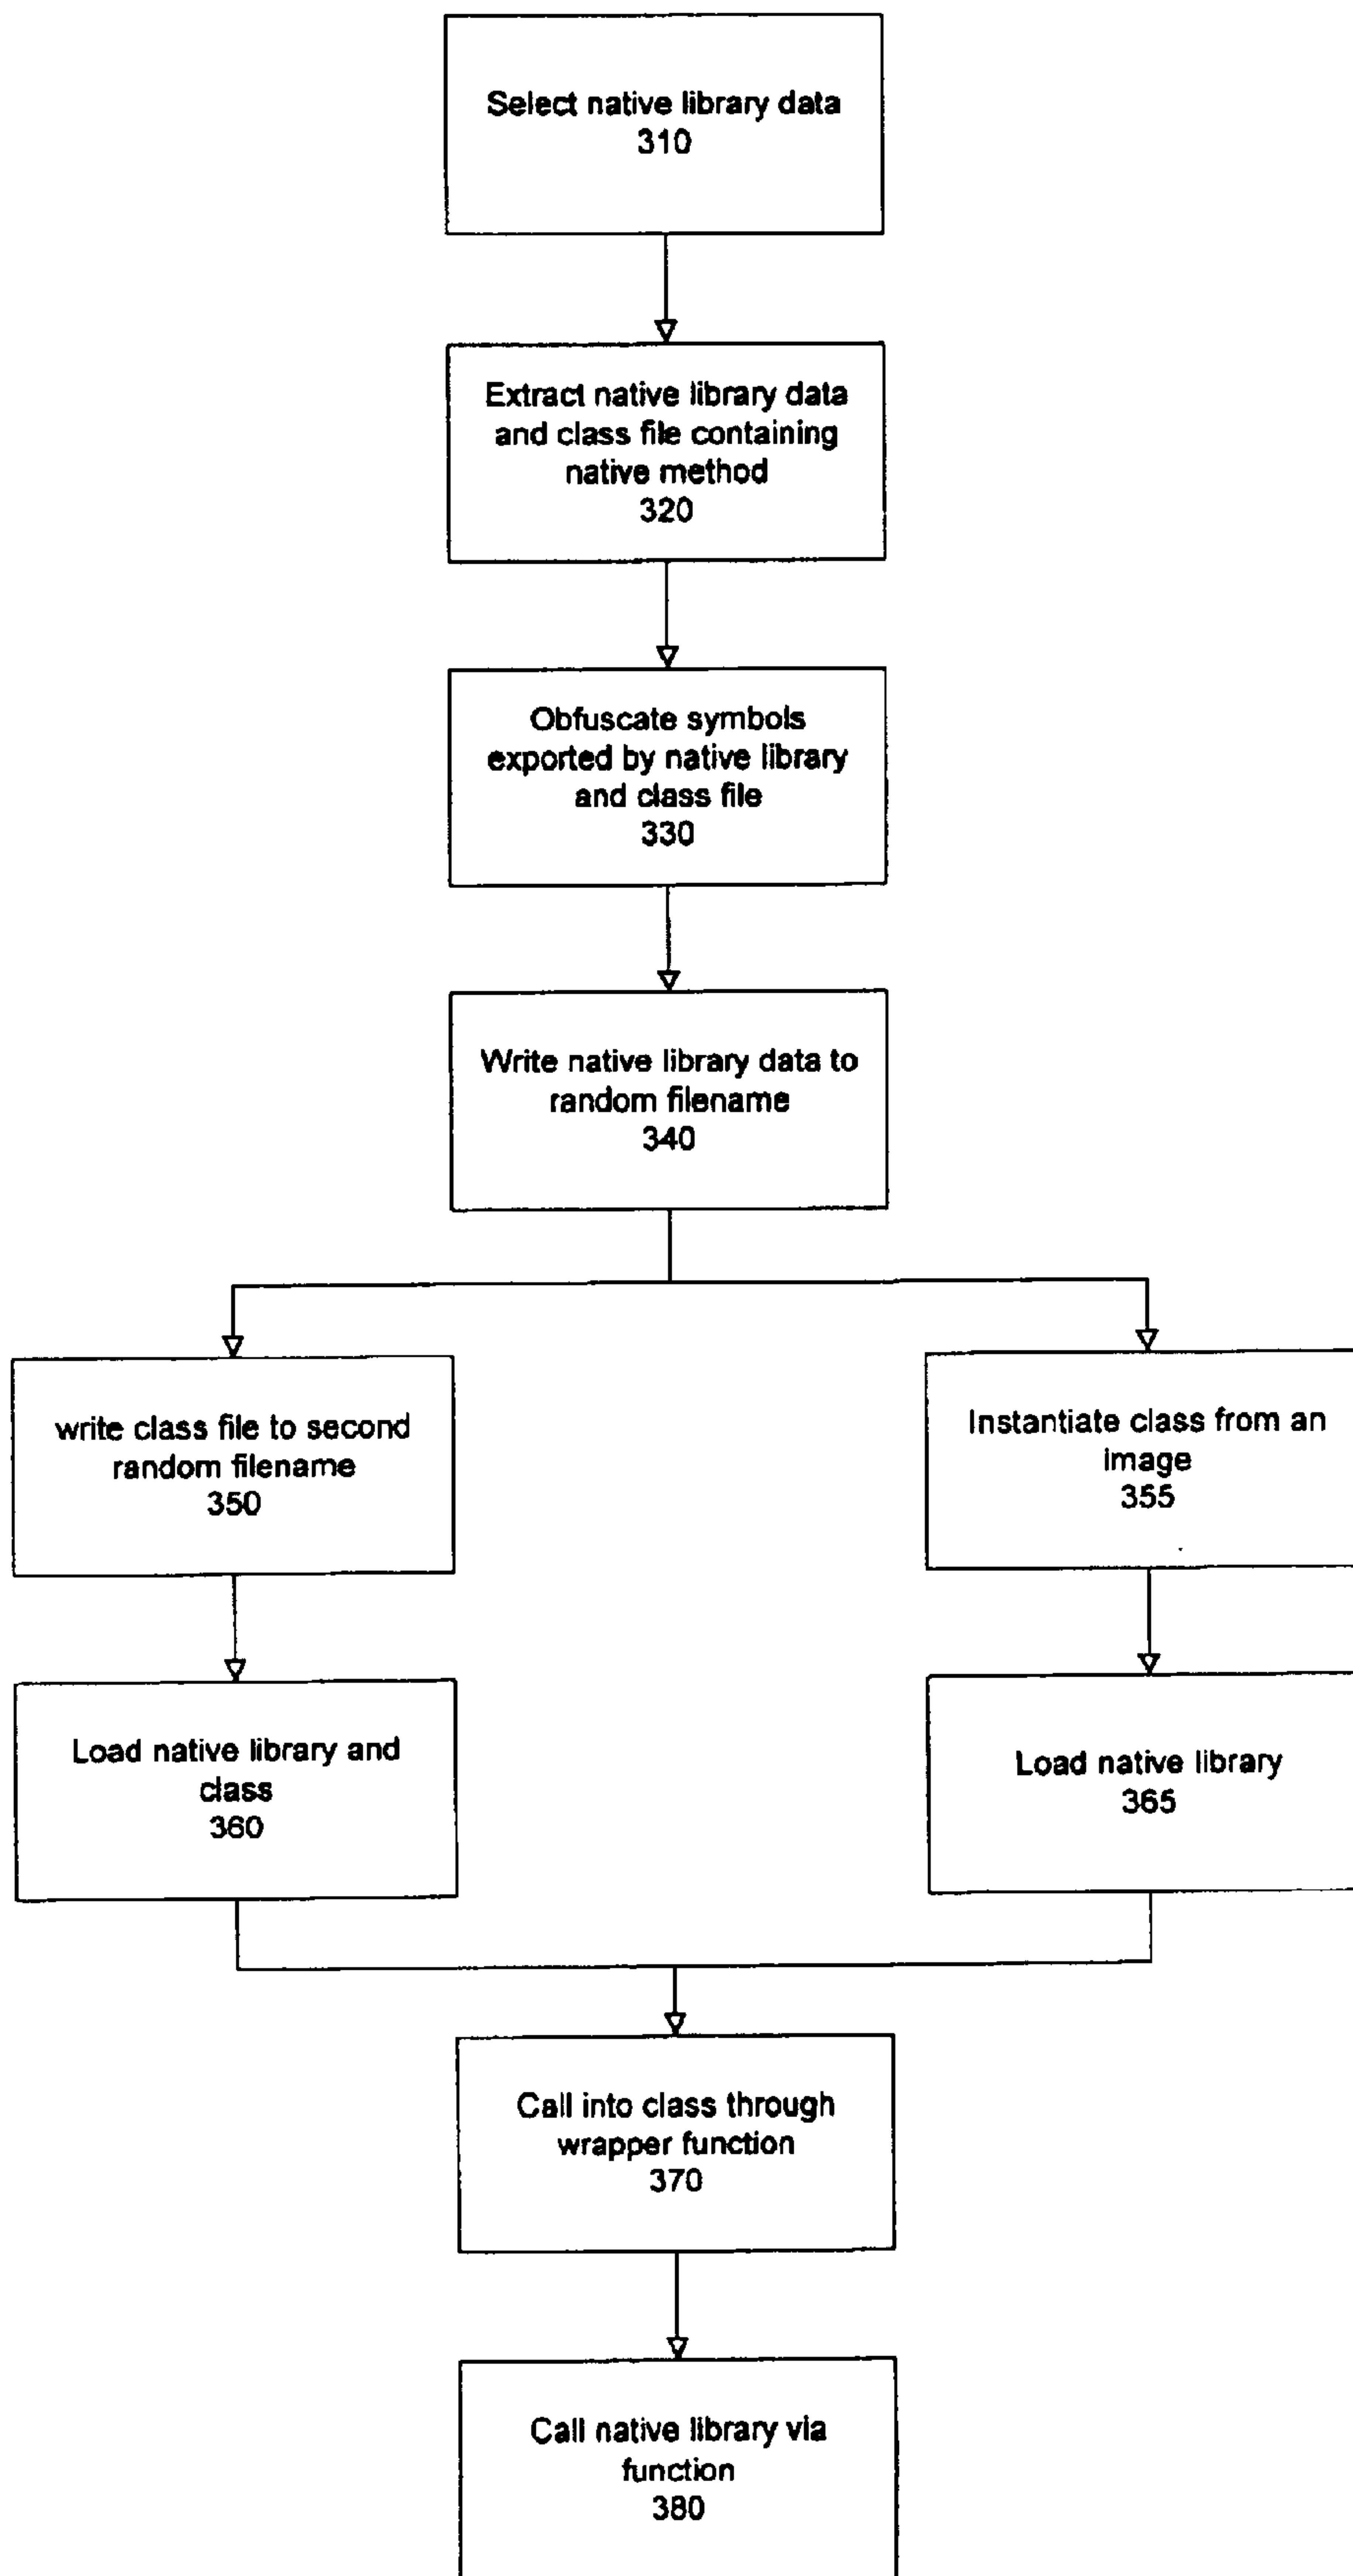 Select native library data
310
Extract native library data
and class file containing
native method
320
Obfuscate symbols
exported by native library
and class file
330
Write native library data to
random filename
340
write class file to second
random filename
350
Instantiate class from an
image
355
Load native library and
class
360
Load native library
365
Call into class through
wrapper function
370
Call native library via
function
380